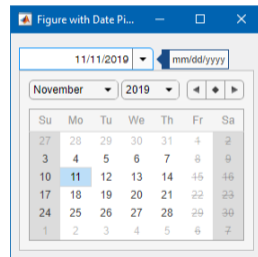 Figure with Date Pi...
11/11/2019 mm/dd/yyyy
November 2019
Su Mo Tu We Th Fr Sa
27 28 29 30 31 1 2
3 4 5 6 7 8 9
10 11 12 13 14 15 16
17 18 19 20 21 22 23
24 25 26 27 28 29 30
1 2 3 4 5 6 7